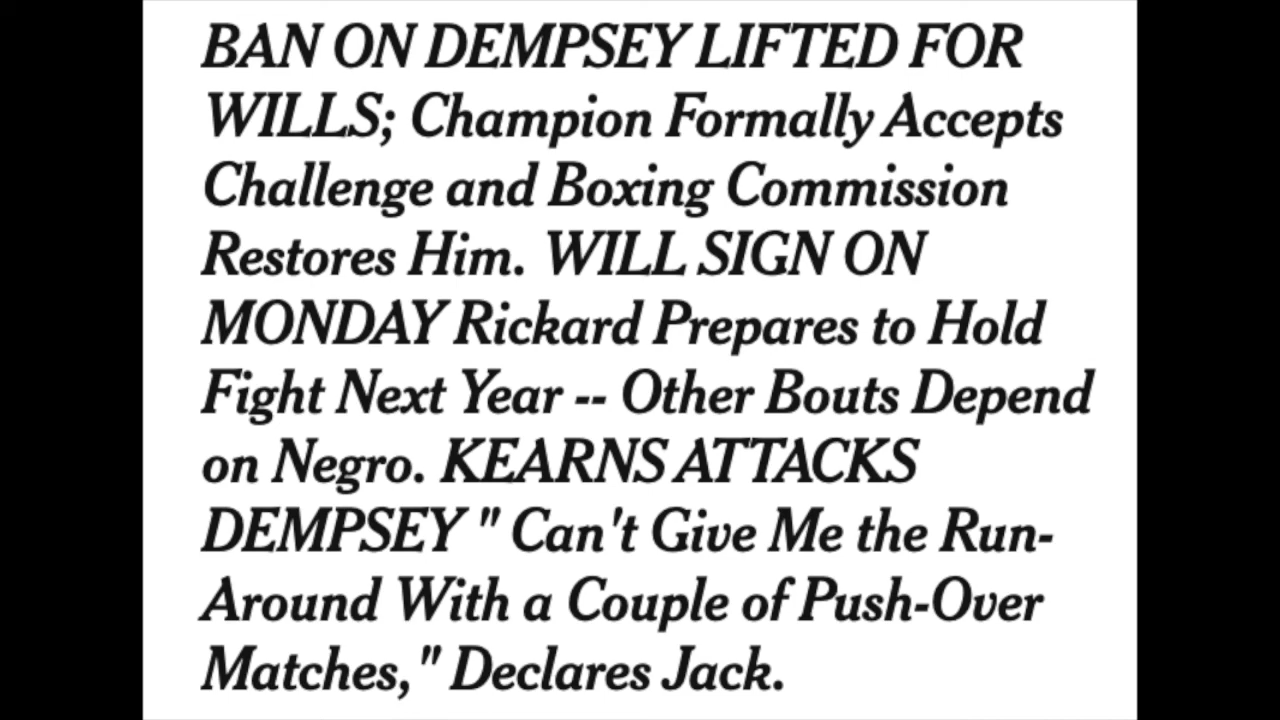 BAN ON DEMPSEY LIFTED FOR
WILLS; Champion Formally Accepts
Challenge and Boxing Commission
Restores Him. WILL SIGN ON
MONDAY Rickard Prepares to Hold
Fight Next Year -- Other Bouts Depend
on Negro. KEARNS ATTACKS
DEMPSEY " Can't Give Me the Run-
Around With a Couple of Push-Over
Matches," Declares Jack.